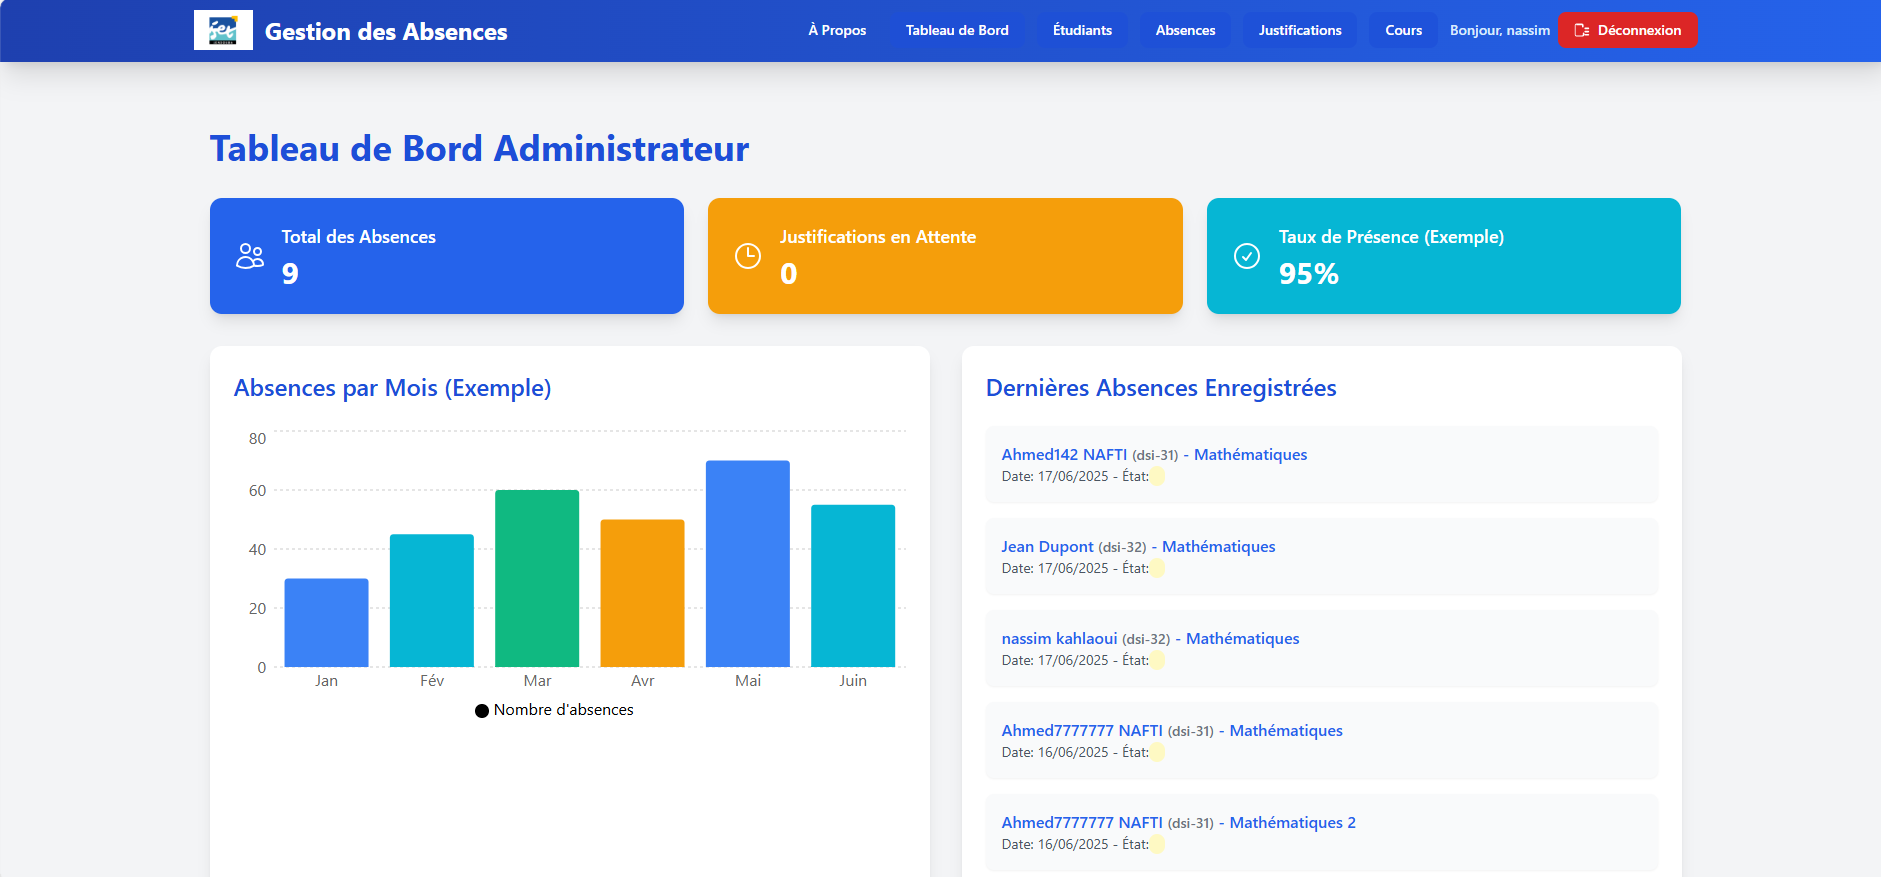 Gestion des Absences
À Propos
Tableau de Bord
Étudiants
Absences
Justifications
Cours
Bonjour, nassim
Déconnexion
Tableau de Bord Administrateur
Total des Absences
9
Justifications en Attente
0
Taux de Présence (Exemple)
95%
Absences par Mois (Exemple)
80
60
40
20
0
Jan Fév Mar Avr Mai Juin
Nombre d'absences
Dernières Absences Enregistrées
Ahmed142 NAFTI (dsi-31) - Mathématiques
Date: 17/06/2025 - État:
Jean Dupont (dsi-32) - Mathématiques
Date: 17/06/2025 - État:
nassim kahlaoui (dsi-32) - Mathématiques
Date: 17/06/2025 - État:
Ahmed7777777 NAFTI (dsi-31) - Mathématiques
Date: 16/06/2025 - État:
Ahmed7777777 NAFTI (dsi-31) - Mathématiques 2
Date: 16/06/2025 - État: